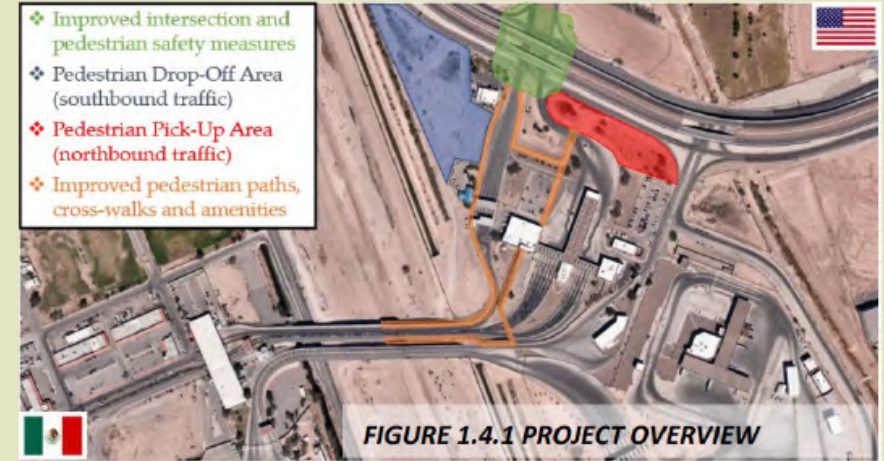 ❖ Improved intersection and
pedestrian safety measures
❖ Pedestrian Drop-Off Area
(southbound traffic)
❖ Pedestrian Pick-Up Area
(northbound traffic)
❖ Improved pedestrian paths,
cross-walks and amenities
FIGURE 1.4.1 PROJECT OVERVIEW